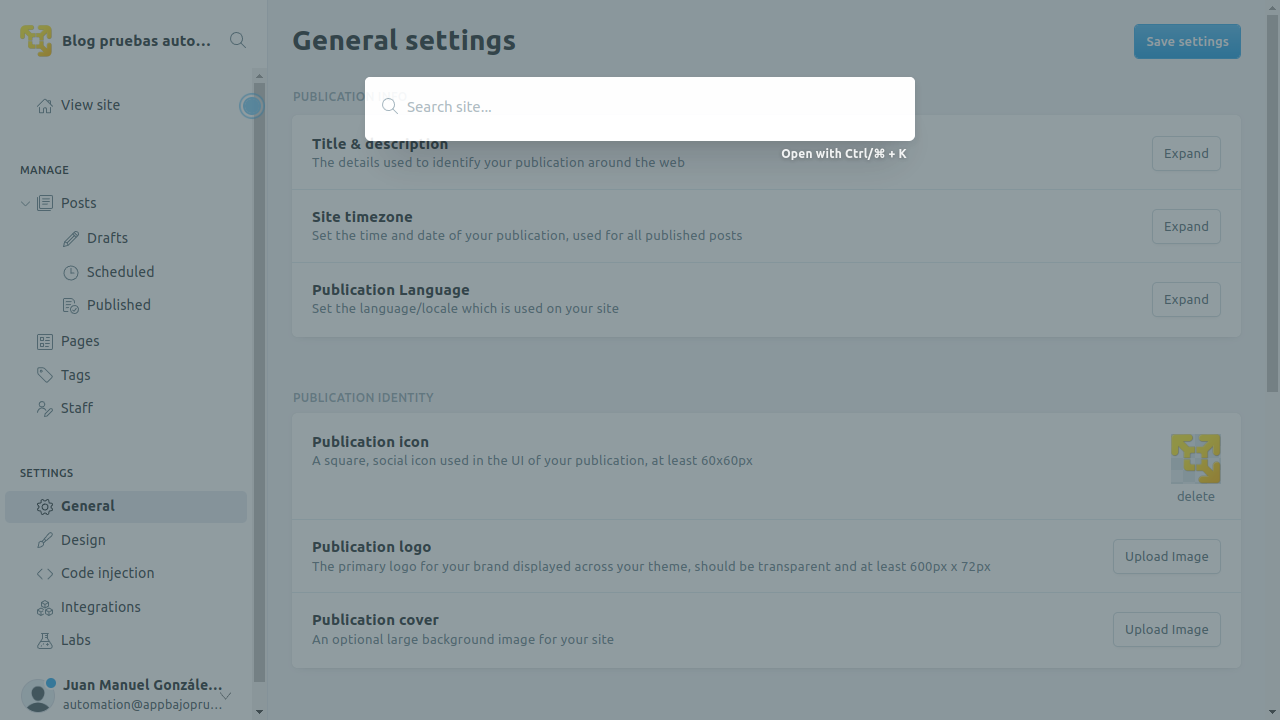 Blog pruebas auto...
View site
MANAGE
Posts
Drafts
Scheduled
Published
Pages
Tags
Staff
SETTINGS
General
Design
Code injection
Integrations
Labs
Juan Manuel Gonzále...
automation@appbajopru...
General settings
Save settings
PUBLICATION INFO
Search site...
Open with Ctrl/⌘ + K
Title & description
The details used to identify your publication around the web
Expand
Site timezone
Set the time and date of your publication, used for all published posts
Expand
Publication Language
Set the language/locale which is used on your site
Expand
PUBLICATION IDENTITY
Publication icon
A square, social icon used in the UI of your publication, at least 60x60px
delete
Publication logo
The primary logo for your brand displayed across your theme, should be transparent and at least 600px x 72px
Upload Image
Publication cover
An optional large background image for your site
Upload Image